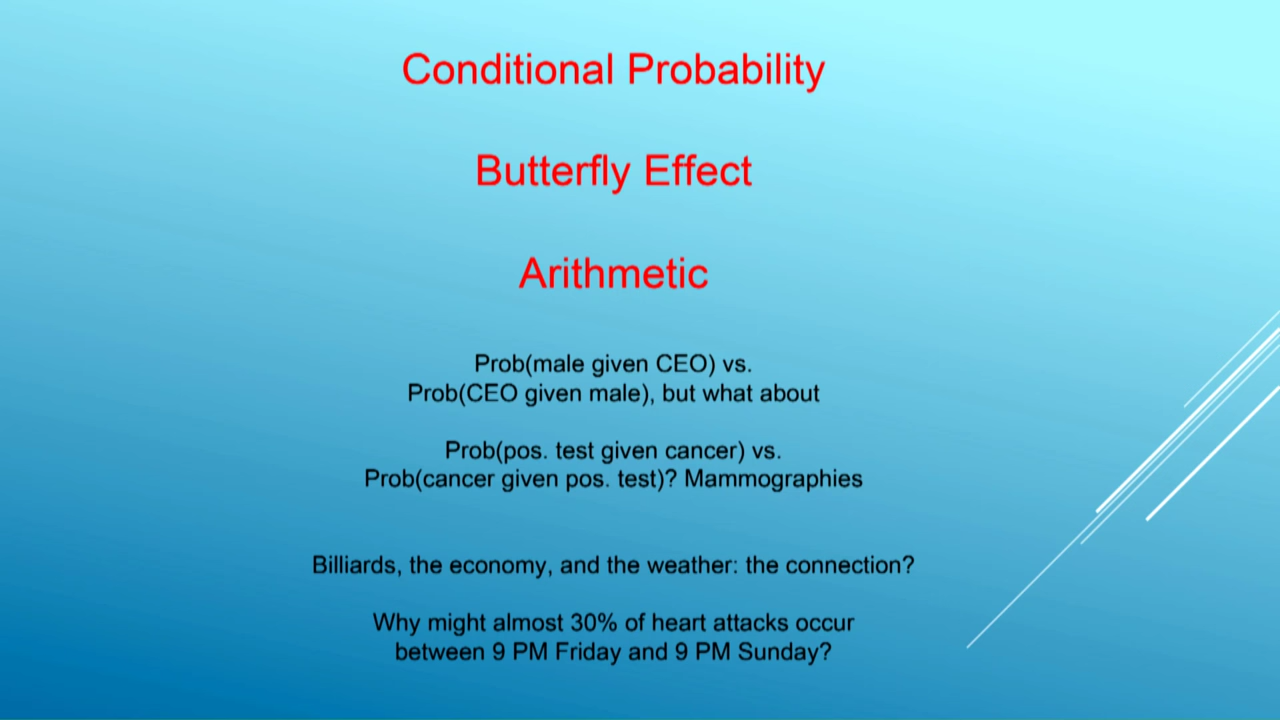 Conditional Probability
Butterfly Effect
Arithmetic
Prob(male given CEO) vs.
Prob(CEO given male), but what about
Prob(pos. test given cancer) vs.
Prob(cancer given pos. test)? Mammographies
Billiards, the economy, and the weather: the connection?
Why might almost 30% of heart attacks occur
between 9 PM Friday and 9 PM Sunday?